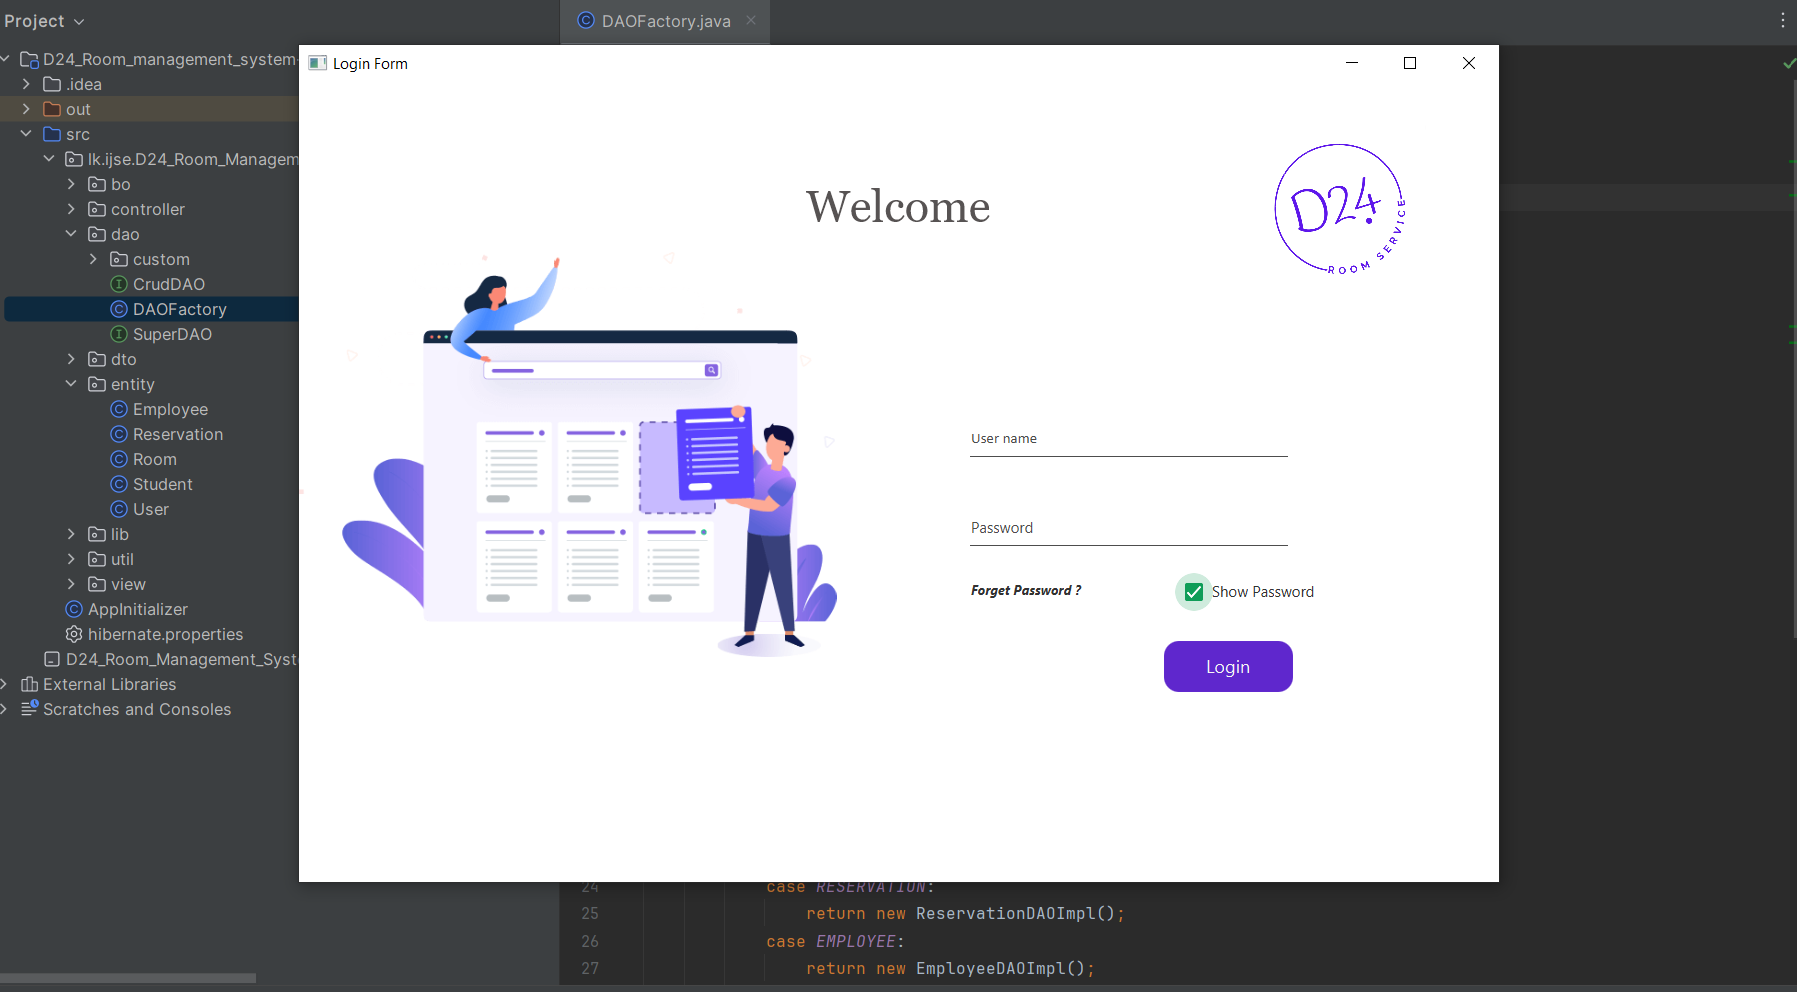 Project
DAOFactory.java
D24_Room_management_system
.idea
out
src
lk.ijse.D24_Room_Managem
bo
controller
dao
custom
CrudDAO
DAOFactory
SuperDAO
dto
entity
Employee
Reservation
Room
Student
User
lib
util
view
AppInitializer
hibernate.properties
D24_Room_Management_Syst
External Libraries
Scratches and Consoles
Login Form
Welcome
D24
ROOM SERVICE
User name
Password
Forget Password ?
Show Password
Login
24 case RESERVATION:
25 return new ReservationDAOImpl();
26 case EMPLOYEE:
27 return new EmployeeDAOImpl();